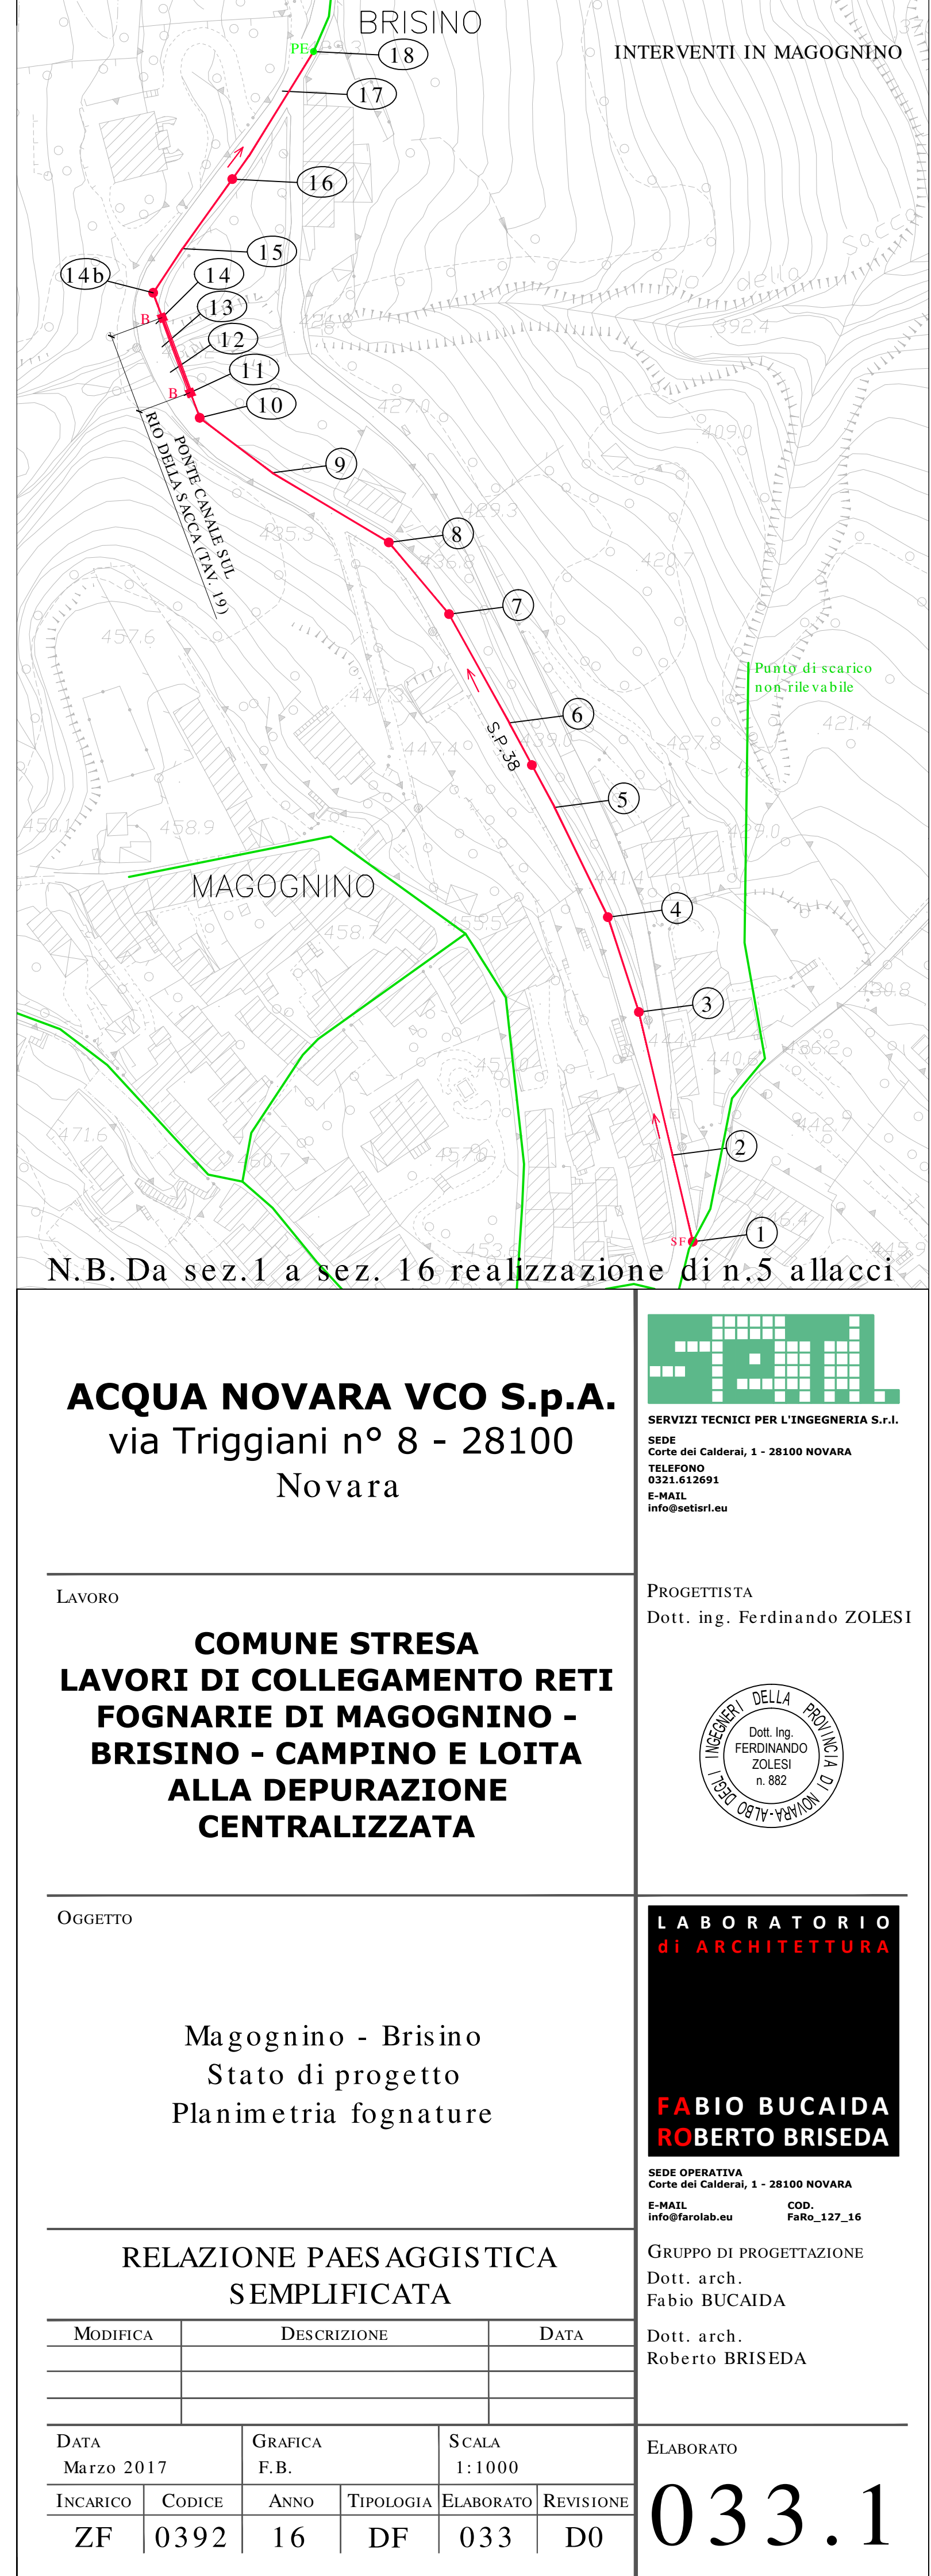 BRISINO
INTERVENTI IN MAGOGNINO
PE
18
17
16
15
14b
14
13
12
11
10
B
B
PONTE CANALE SUL
RIO DELLA SACCA (TAV. 19)
Rio della Sacca
392.4
427.0
409.0
9
8
7
429.3
435.3
436.8
420.7
457.6
447.3
447.4
Punto di scarico
non rilevabile
421.4
427.8
6
S.P.38
439.0
5
450.1
458.9
429.0
441.4
MAGOGNINO
4
455.5
458.7
430.8
3
444.1
440.6
436.2
457.0
471.6
442.7
2
1
SF
N.B. Da sez.1 a sez. 16 realizzazione di n.5 allacci
ACQUA NOVARA VCO S.p.A.
via Triggiani n° 8 - 28100
Novara
seti
SERVIZI TECNICI PER L'INGEGNERIA S.r.l.
SEDE
Corte dei Calderai, 1 - 28100 NOVARA
TELEFONO
0321.612691
E-MAIL
info@setisrl.eu
LAVORO
COMUNE STRESA
LAVORI DI COLLEGAMENTO RETI
FOGNARIE DI MAGOGNINO -
BRISINO - CAMPINO E LOITA
ALLA DEPURAZIONE
CENTRALIZZATA
PROGETTISTA
Dott. ing. Ferdinando ZOLESI
INGEGNERI DELLA PROVINCIA DI NOVARA-ALBO DEGLI
Dott. Ing.
FERDINANDO
ZOLESI
n. 882
OGGETTO
Magognino - Brisino
Stato di progetto
Planimetria fognature
LABORATORIO
di ARCHITETTURA
FABIO BUCAIDA
ROBERTO BRISEDA
SEDE OPERATIVA
Corte dei Calderai, 1 - 28100 NOVARA
E-MAIL COD.
info@farolab.eu FaRo_127_16
GRUPPO DI PROGETTAZIONE
Dott. arch.
Fabio BUCAIDA
Dott. arch.
Roberto BRISEDA
RELAZIONE PAESAGGISTICA
SEMPLIFICATA
MODIFICA DESCRIZIONE DATA
DATA GRAFICA SCALA
Marzo 2017 F.B. 1:1000
INCARICO CODICE ANNO TIPOLOGIA ELABORATO REVISIONE
ZF 0392 16 DF 033 D0
ELABORATO
033.1